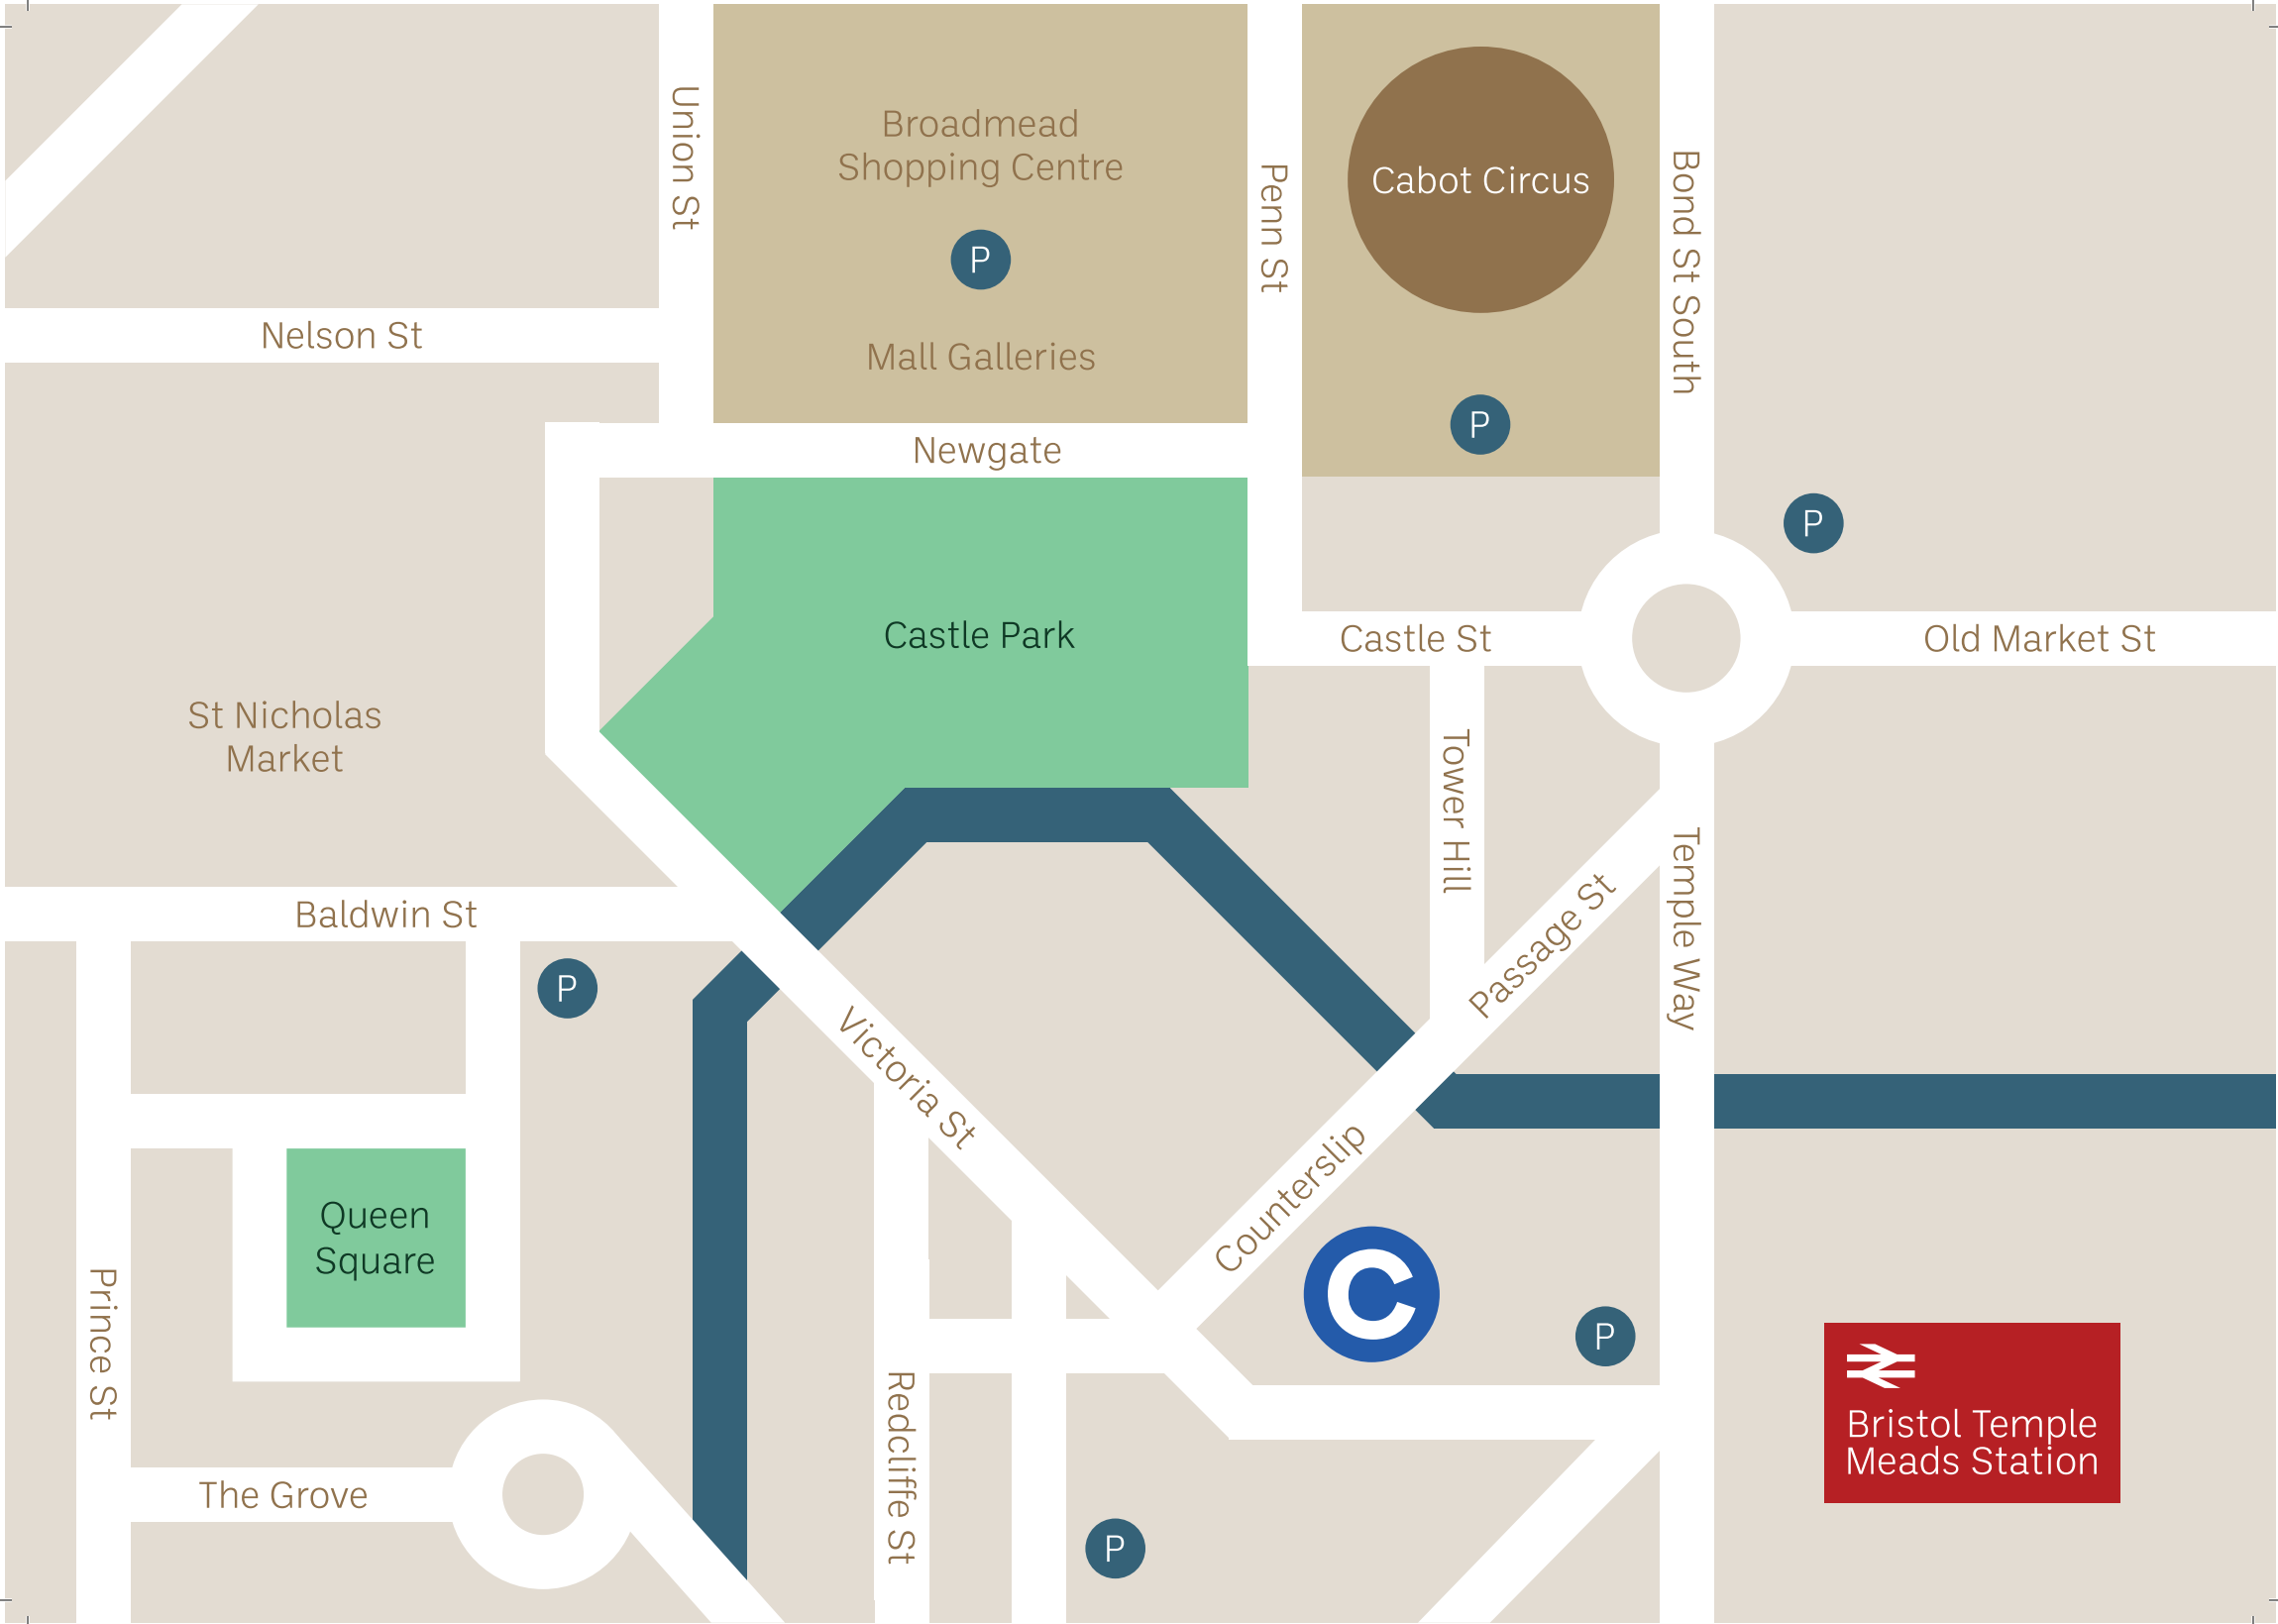 Union St
Broadmead
Shopping Centre
P
Mall Galleries
Penn St
Cabot Circus
P
Bond St South
Nelson St
Newgate
P
Castle Park
Castle St
Old Market St
St Nicholas
Market
Tower Hill
Passage St
Temple Way
Baldwin St
P
Victoria St
Counterslip
Queen
Square
C
P
Prince St
Redcliffe St
Bristol Temple
Meads Station
The Grove
P